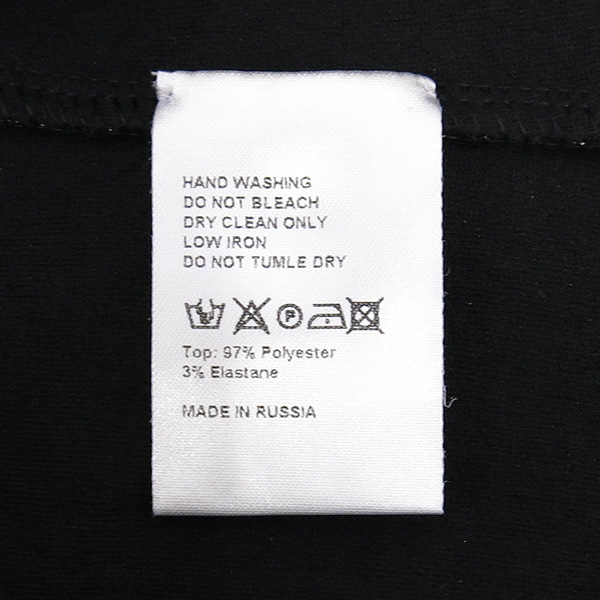 HAND WASHING
DO NOT BLEACH
DRY CLEAN ONLY
LOW IRON
DO NOT TUMLE DRY
P
Top: 97% Polyester
3% Elastane
MADE IN RUSSIA